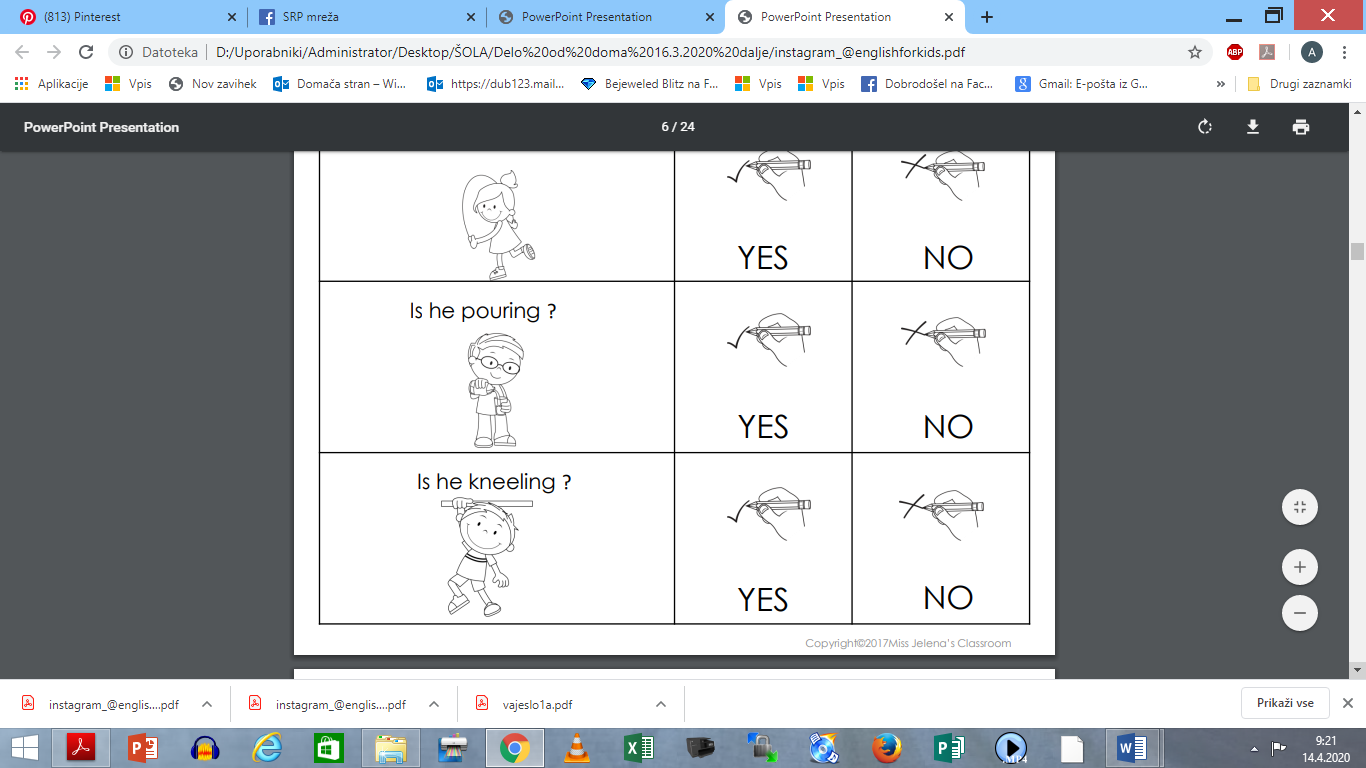 (813) Pinterest
SRP mreža
PowerPoint Presentation
PowerPoint Presentation
Datoteka
D:/Uporabniki/Administrator/Desktop/ŠOLA/Delo%20od%20doma%2016.3.2020%20dalje/instagram_@englishforkids.pdf
ABP
A
Aplikacije
Vpis
Nov zavihek
Domača stran – Wi...
https://dub123.mail...
Bejeweled Blitz na F...
Vpis
Vpis
Dobrodošel na Fac...
Gmail: E-pošta iz G...
»
Drugi zaznamki
PowerPoint Presentation
6 / 24
YES
NO
Is he pouring ?
YES
NO
Is he kneeling ?
YES
NO
Copyright©2017Miss Jelena's Classroom
instagram_@englis....pdf
instagram_@englis....pdf
vajeslo1a.pdf
Prikaži vse
MP4
9:21
14.4.2020